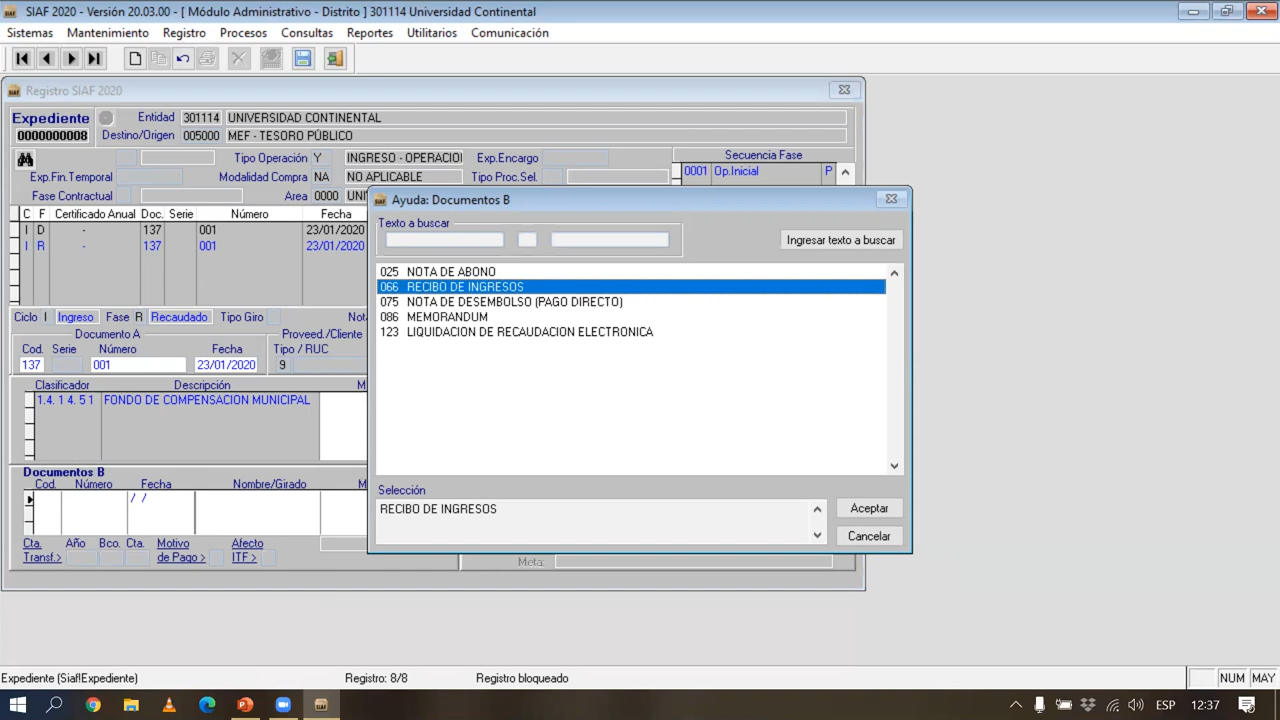 SIAF 2020 - Versión 20.03.00 - [ Módulo Administrativo - Distrito ] 301114 Universidad Continental
Sistemas Mantenimiento Registro Procesos Consultas Reportes Utilitarios Comunicación
Registro SIAF 2020
Expediente Entidad 301114 UNIVERSIDAD CONTINENTAL
0000000008 Destino/Origen 005000 MEF - TESORO PÚBLICO
Tipo Operación Y INGRESO - OPERACIO Exp.Encargo
Secuencia Fase
0001 Op.Inicial P
Exp.Fin.Temporal Modalidad Compra NA NO APLICABLE Tipo Proc.Sel.
Fase Contractual Area 0000 UNI
C F Certificado Anual Doc. Serie Número Fecha
I D - 137 001 23/01/2020
I R - 137 001 23/01/2020
Ciclo I Ingreso Fase R Recaudado Tipo Giro Not
Documento A Proveed./Cliente
Cod. Serie Número Fecha Tipo / RUC
137 001 23/01/2020 9
Clasificador Descripción M
1.4. 1 4. 5 1 FONDO DE COMPENSACION MUNICIPAL
Documentos B
Cod. Número Fecha Nombre/Girado M
/ /
Cta. Año Bco. Cta. Motivo Afecto
Transf.> de Pago > ITF >
Meta:
Ayuda: Documentos B
Texto a buscar
Ingresar texto a buscar
025 NOTA DE ABONO
066 RECIBO DE INGRESOS
075 NOTA DE DESEMBOLSO (PAGO DIRECTO)
086 MEMORANDUM
123 LIQUIDACION DE RECAUDACION ELECTRONICA
Selección
RECIBO DE INGRESOS
Aceptar
Cancelar
Expediente (Siaf!Expediente) Registro: 8/8 Registro bloqueado NUM MAY
ESP 12:37